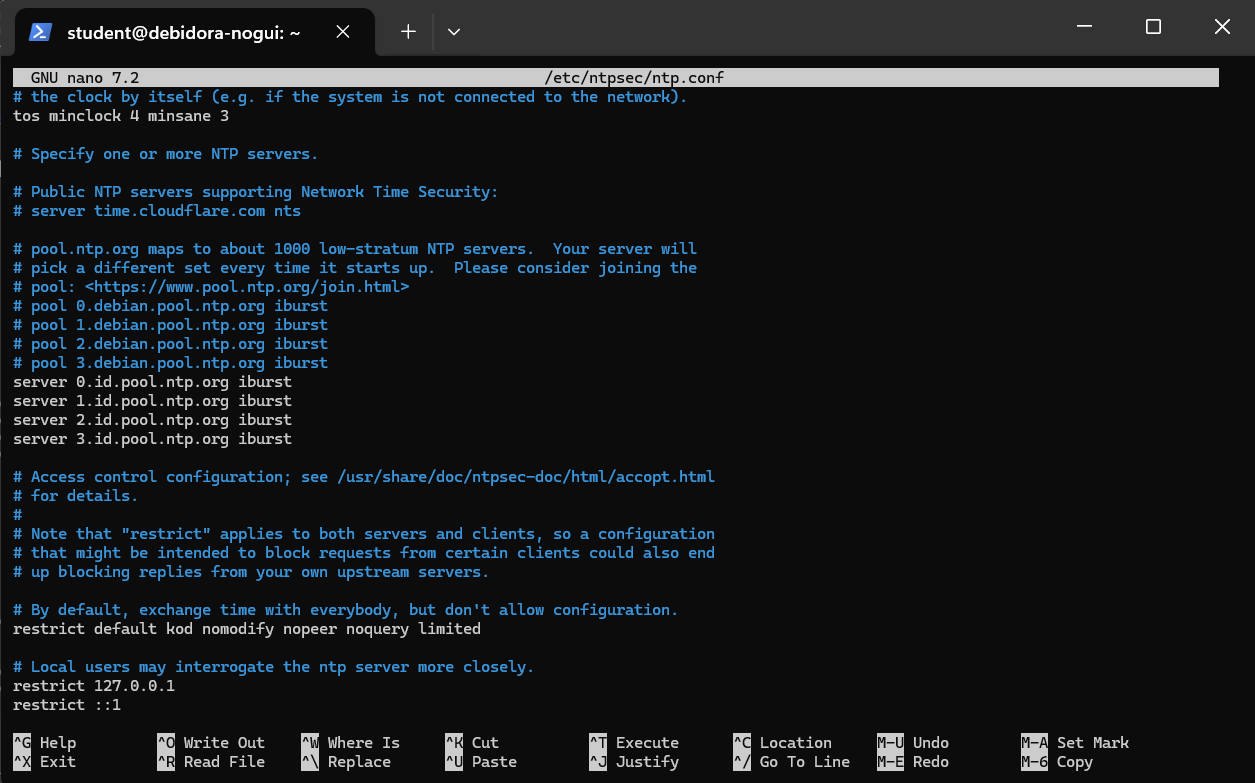 student@debidora-nogui: ~
GNU nano 7.2 /etc/ntpsec/ntp.conf
# the clock by itself (e.g. if the system is not connected to the network).
tos minclock 4 minsane 3
# Specify one or more NTP servers.
# Public NTP servers supporting Network Time Security:
# server time.cloudflare.com nts
# pool.ntp.org maps to about 1000 low-stratum NTP servers.  Your server will
# pick a different set every time it starts up.  Please consider joining the
# pool: <https://www.pool.ntp.org/join.html>
# pool 0.debian.pool.ntp.org iburst
# pool 1.debian.pool.ntp.org iburst
# pool 2.debian.pool.ntp.org iburst
# pool 3.debian.pool.ntp.org iburst
server 0.id.pool.ntp.org iburst
server 1.id.pool.ntp.org iburst
server 2.id.pool.ntp.org iburst
server 3.id.pool.ntp.org iburst
# Access control configuration; see /usr/share/doc/ntpsec-doc/html/accopt.html
# for details.
#
# Note that "restrict" applies to both servers and clients, so a configuration
# that might be intended to block requests from certain clients could also end
# up blocking replies from your own upstream servers.
# By default, exchange time with everybody, but don't allow configuration.
restrict default kod nomodify nopeer noquery limited
# Local users may interrogate the ntp server more closely.
restrict 127.0.0.1
restrict ::1
^G Help ^O Write Out ^W Where Is ^K Cut ^T Execute ^C Location M-U Undo M-A Set Mark
^X Exit ^R Read File ^\ Replace ^U Paste ^J Justify ^/ Go To Line M-E Redo M-6 Copy